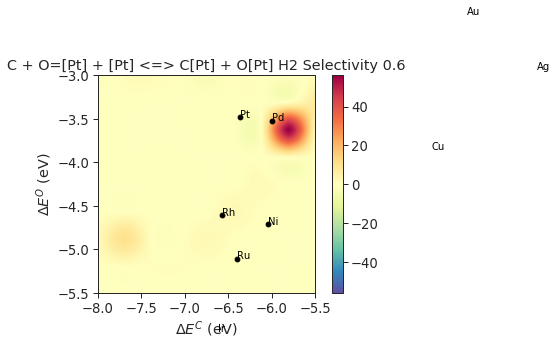 Au
Ag
C + O=[Pt] + [Pt] <=> C[Pt] + O[Pt] H2 Selectivity 0.6
−3.0
−3.5
−4.0
−4.5
−5.0
−5.5
ΔE^O (eV)
Pt
Pd
Cu
Rh
Ni
Ru
40
20
0
−20
−40
−8.0 −7.5 −7.0 −6.5 −6.0 −5.5
ΔE^C (eV)
Ir